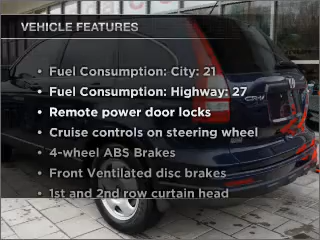 VEHICLE FEATURES
• Fuel Consumption: City: 21
• Fuel Consumption: Highway: 27
• Remote power door locks
• Cruise controls on steering wheel
• 4-wheel ABS Brakes
• Front Ventilated disc brakes
• 1st and 2nd row curtain head
CR-V